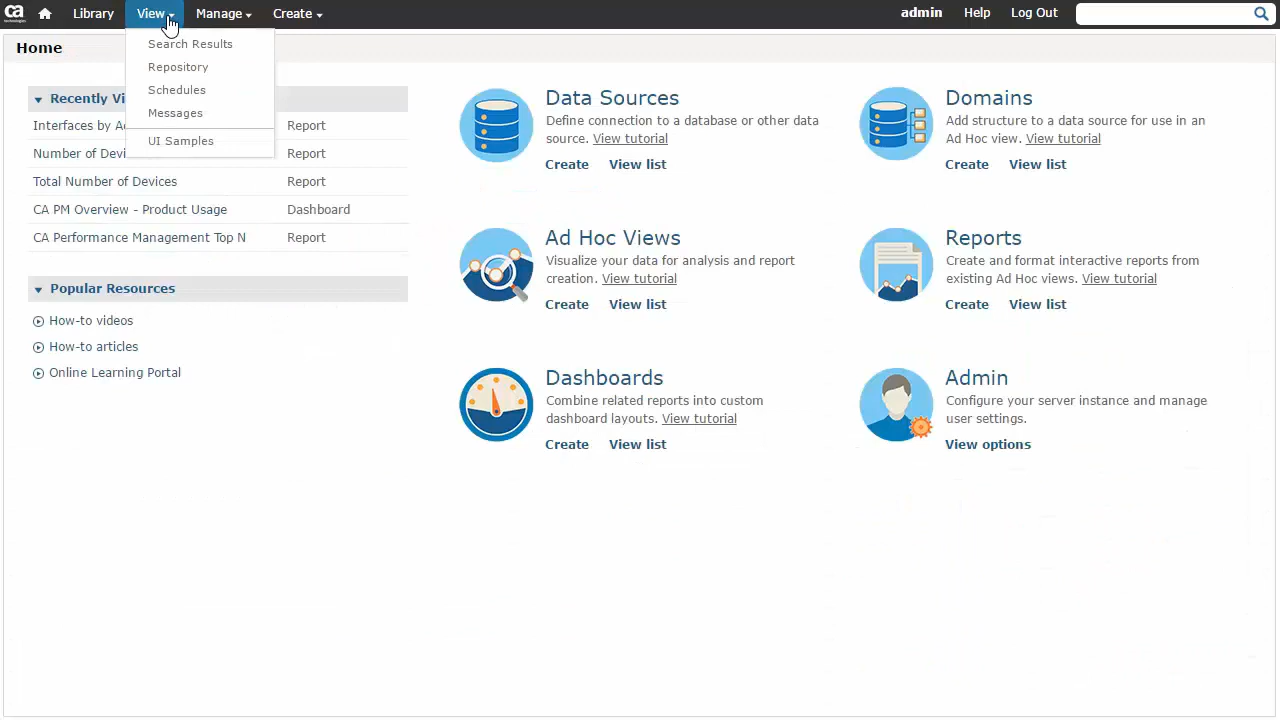 ca
technologies
Library
View
Manage
Create
admin
Help
Log Out
Home
Search Results
Repository
Schedules
Messages
UI Samples
Recently Vi
Interfaces by A
Report
Number of Devi
Report
Total Number of Devices
Report
CA PM Overview - Product Usage
Dashboard
CA Performance Management Top N
Report
Popular Resources
How-to videos
How-to articles
Online Learning Portal
Data Sources
Define connection to a database or other data
source. View tutorial
Create View list
Domains
Add structure to a data source for use in an
Ad Hoc view. View tutorial
Create View list
Ad Hoc Views
Visualize your data for analysis and report
creation. View tutorial
Create View list
Reports
Create and format interactive reports from
existing Ad Hoc views. View tutorial
Create View list
Dashboards
Combine related reports into custom
dashboard layouts. View tutorial
Create View list
Admin
Configure your server instance and manage
user settings.
View options